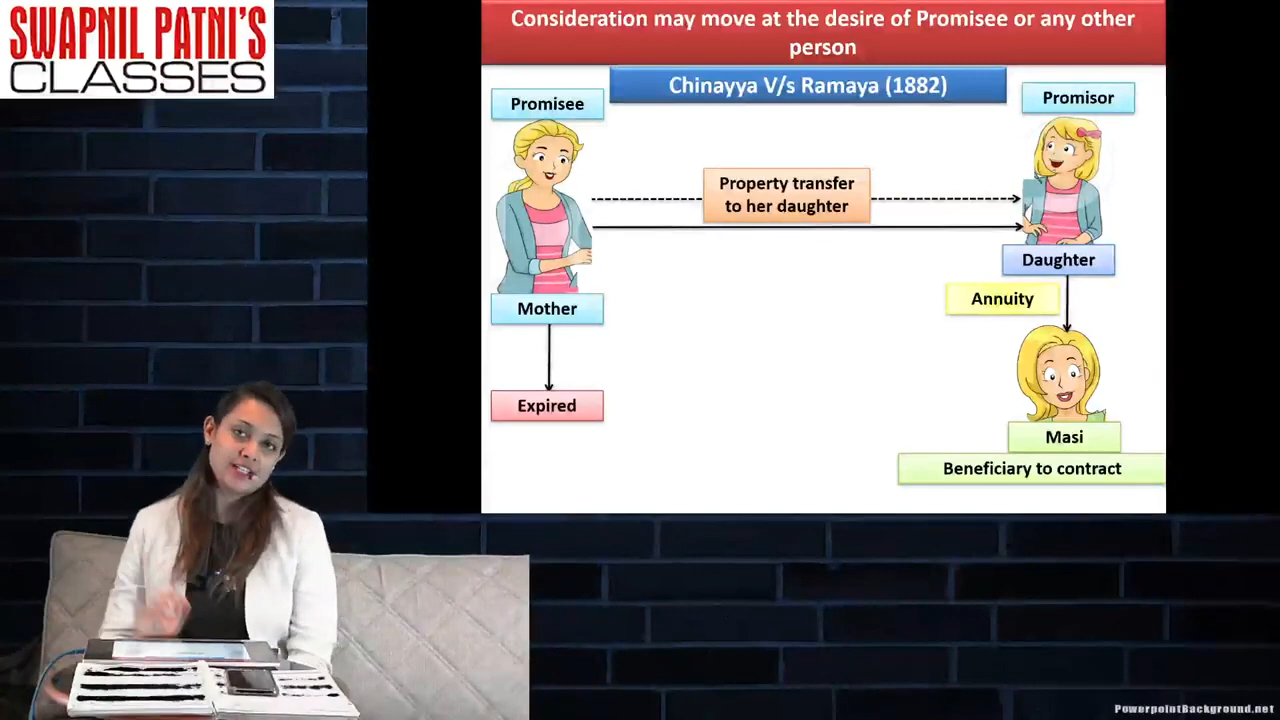 SWAPNIL PATNI'S
CLASSES
Consideration may move at the desire of Promisee or any other
person
Chinayya V/s Ramaya (1882)
Promisee
Promisor
Property transfer
to her daughter
Daughter
Annuity
Mother
Expired
Masi
Beneficiary to contract
PowerpointBackground.net